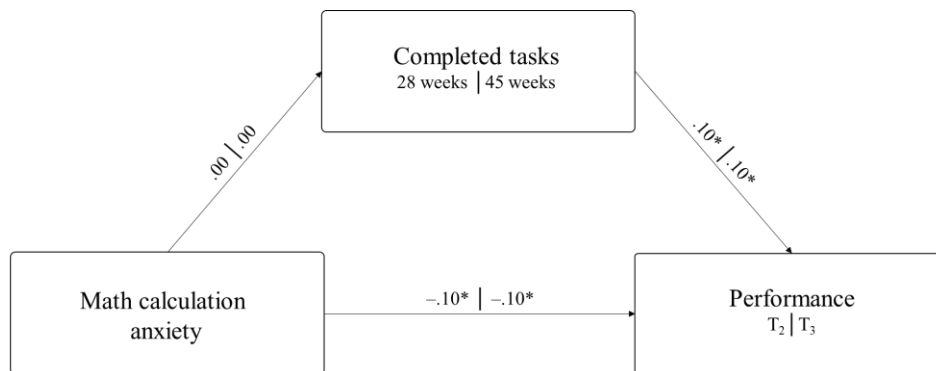 Completed tasks
28 weeks | 45 weeks
.00 | .00
.10* | .10*
Math calculation
anxiety
–.10* | –.10*
Performance
T₂ | T₃